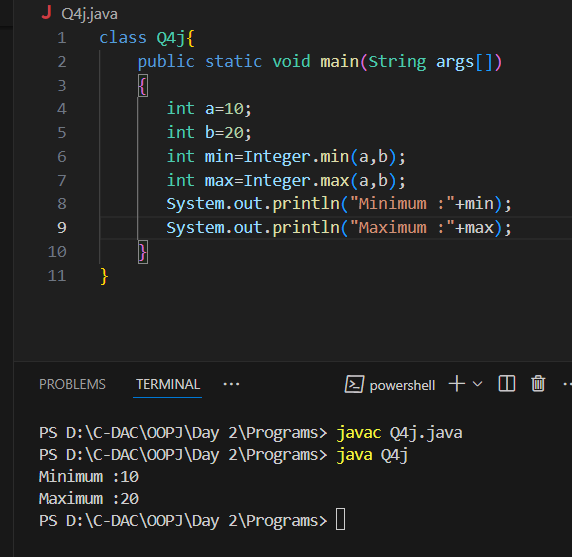 J Q4j.java
1 class Q4j{
2 public static void main(String args[])
3 {
4 int a=10;
5 int b=20;
6 int min=Integer.min(a,b);
7 int max=Integer.max(a,b);
8 System.out.println("Minimum :"+min);
9 System.out.println("Maximum :"+max);
10 }
11 }
PROBLEMS TERMINAL ··· powershell
PS D:\C-DAC\OOPJ\Day 2\Programs> javac Q4j.java
PS D:\C-DAC\OOPJ\Day 2\Programs> java Q4j
Minimum :10
Maximum :20
PS D:\C-DAC\OOPJ\Day 2\Programs>